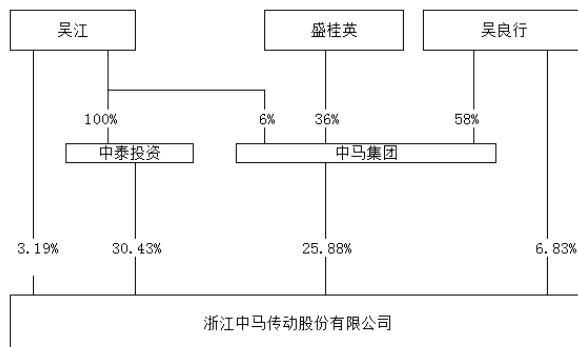 吴江
盛桂英
吴良行
100%
6%
36%
58%
中泰投资
中马集团
3.19%
30.43%
25.88%
6.83%
浙江中马传动股份有限公司